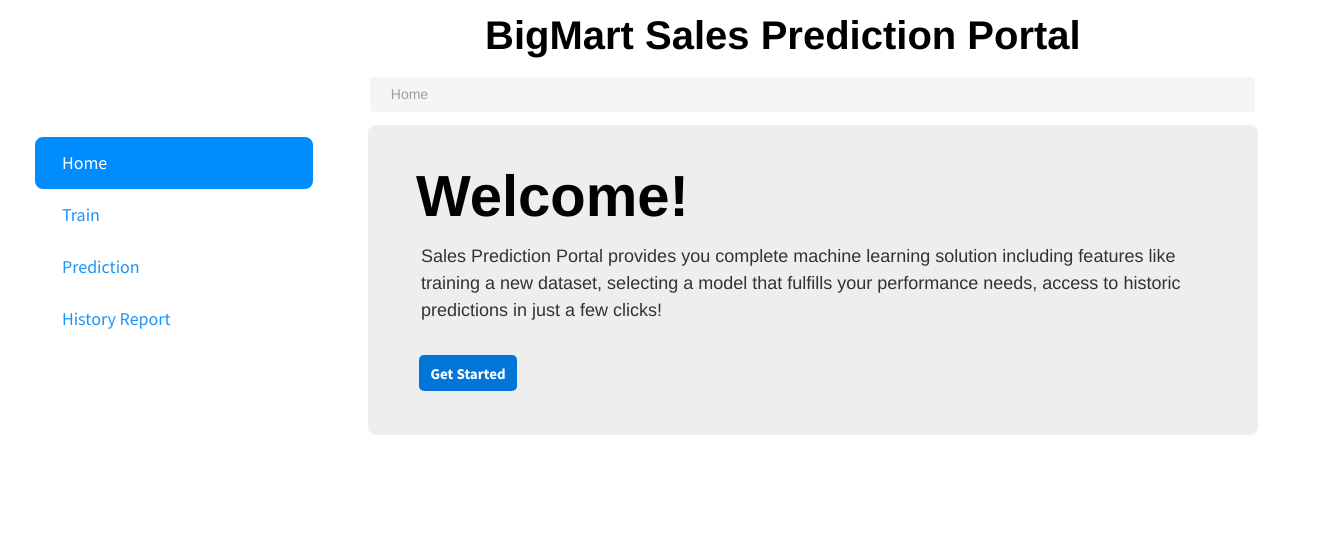 BigMart Sales Prediction Portal
Home
Home
Train
Prediction
History Report
Welcome!
Sales Prediction Portal provides you complete machine learning solution including features like
training a new dataset, selecting a model that fulfills your performance needs, access to historic
predictions in just a few clicks!
Get Started